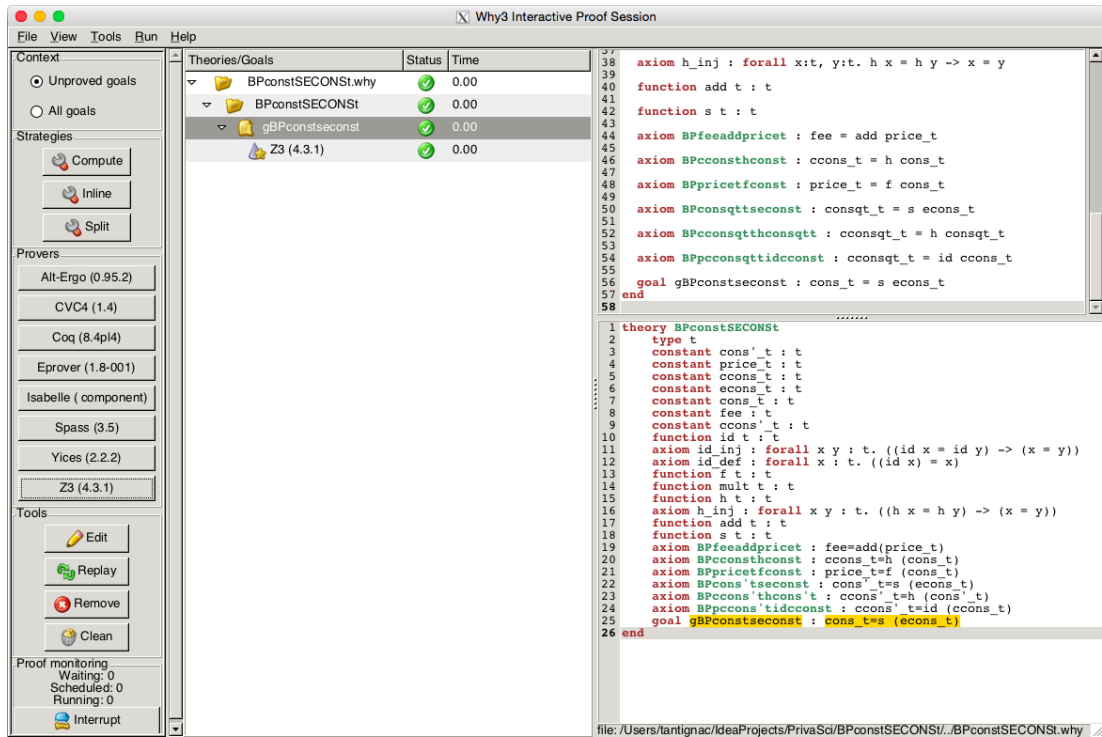 Why3 Interactive Proof Session
File View Tools Run Help
Context
Unproved goals
All goals
Strategies
Compute
Inline
Split
Provers
Alt-Ergo (0.95.2)
CVC4 (1.4)
Coq (8.4pl4)
Eprover (1.8-001)
Isabelle ( component)
Spass (3.5)
Yices (2.2.2)
Z3 (4.3.1)
Tools
Edit
Replay
Remove
Clean
Proof monitoring
Waiting: 0
Scheduled: 0
Running: 0
Interrupt
Theories/Goals Status Time
BPconstSECONSt.why 0.00
BPconstSECONSt 0.00
gBPconstseconst 0.00
Z3 (4.3.1) 0.00
37
38 axiom h_inj : forall x:t, y:t. h x = h y -> x = y
39
40 function add t : t
41
42 function s t : t
43
44 axiom BPfeeaddpricet : fee = add price_t
45
46 axiom BPcconsthconst : ccons_t = h cons_t
47
48 axiom BPpricetfconst : price_t = f cons_t
49
50 axiom BPconsqttseconst : consqt_t = s econs_t
51
52 axiom BPcconsqtthconsqtt : cconsqt_t = h consqt_t
53
54 axiom BPpcconsqttidcconst : cconsqt_t = id ccons_t
55
56 goal gBPconstseconst : cons_t = s econs_t
57 end
58
1 theory BPconstSECONSt
2 type t
3 constant cons'_t : t
4 constant price_t : t
5 constant ccons_t : t
6 constant econs_t : t
7 constant cons_t : t
8 constant fee : t
9 constant ccons'_t : t
10 function id t : t
11 axiom id_inj : forall x y : t. ((id x = id y) -> (x = y))
12 axiom id_def : forall x : t. ((id x) = x)
13 function f t : t
14 function mult t : t
15 function h t : t
16 axiom h_inj : forall x y : t. ((h x = h y) -> (x = y))
17 function add t : t
18 function s t : t
19 axiom BPfeeaddpricet : fee=add(price_t)
20 axiom BPcconsthconst : ccons_t=h (cons_t)
21 axiom BPpricetfconst : price_t=f (cons_t)
22 axiom BPcons'tseconst : cons'_t=s (econs_t)
23 axiom BPccons'thcons't : ccons'_t=h (cons'_t)
24 axiom BPpccons'tidcconst : ccons'_t=id (ccons_t)
25 goal gBPconstseconst : cons_t=s (econs_t)
26 end
file: /Users/tantignac/IdeaProjects/PrivaSci/BPconstSECONSt/../BPconstSECONSt.why